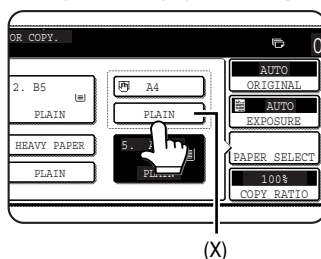 OR COPY.
0
2. B5
PLAIN
HEAVY PAPER
PLAIN
A4
PLAIN
5. A
PL
AUTO
ORIGINAL
AUTO
EXPOSURE
PAPER SELECT
100%
COPY RATIO
(X)